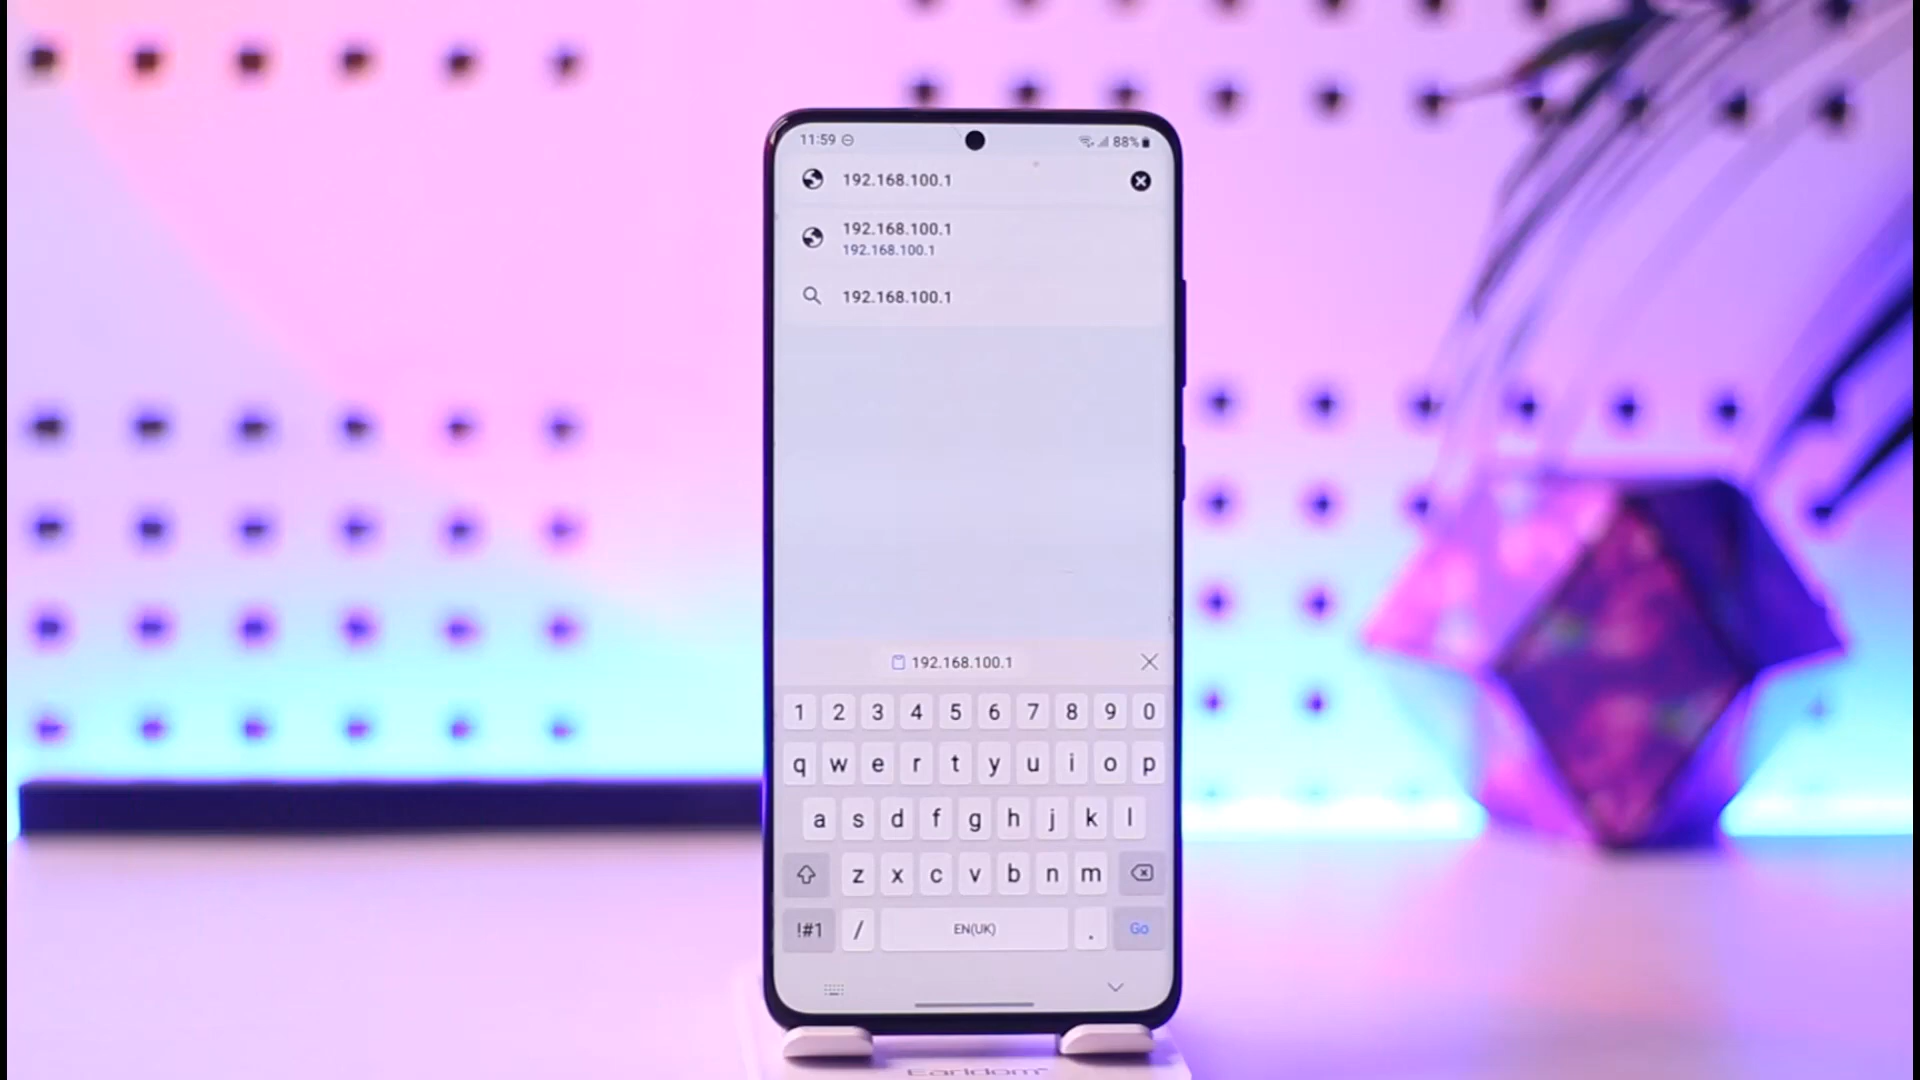 11:59 88%
192.168.100.1
192.168.100.1
192.168.100.1
192.168.100.1
192.168.100.1
1 2 3 4 5 6 7 8 9 0
q w e r t y u i o p
a s d f g h j k l
z x c v b n m
!#1 / EN(UK) . Go
Earldom